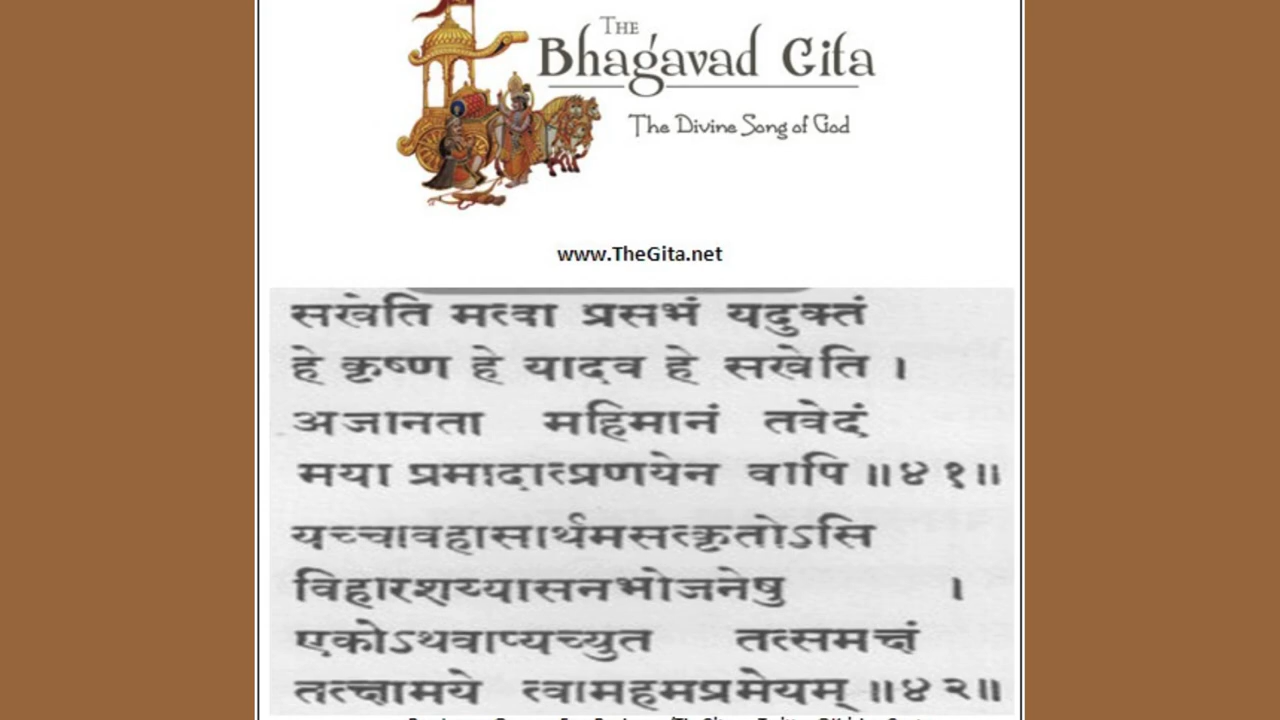 THE
Bhagavad Gita
The Divine Song of God
www.TheGita.net
सखेति मत्वा प्रसभं यदुक्तं
हे कृष्ण हे यादव हे सखेति ।
अजानता महिमानं तवेदं
मया प्रमादात्प्रणयेन वापि ॥४१॥
यच्चावहासार्थमसत्कृतोऽसि
विहारशय्यासनभोजनेषु ।
एकोऽथवाप्यच्युत तत्समक्षं
तत्क्षामये त्वामहमप्रमेयम् ॥४२॥